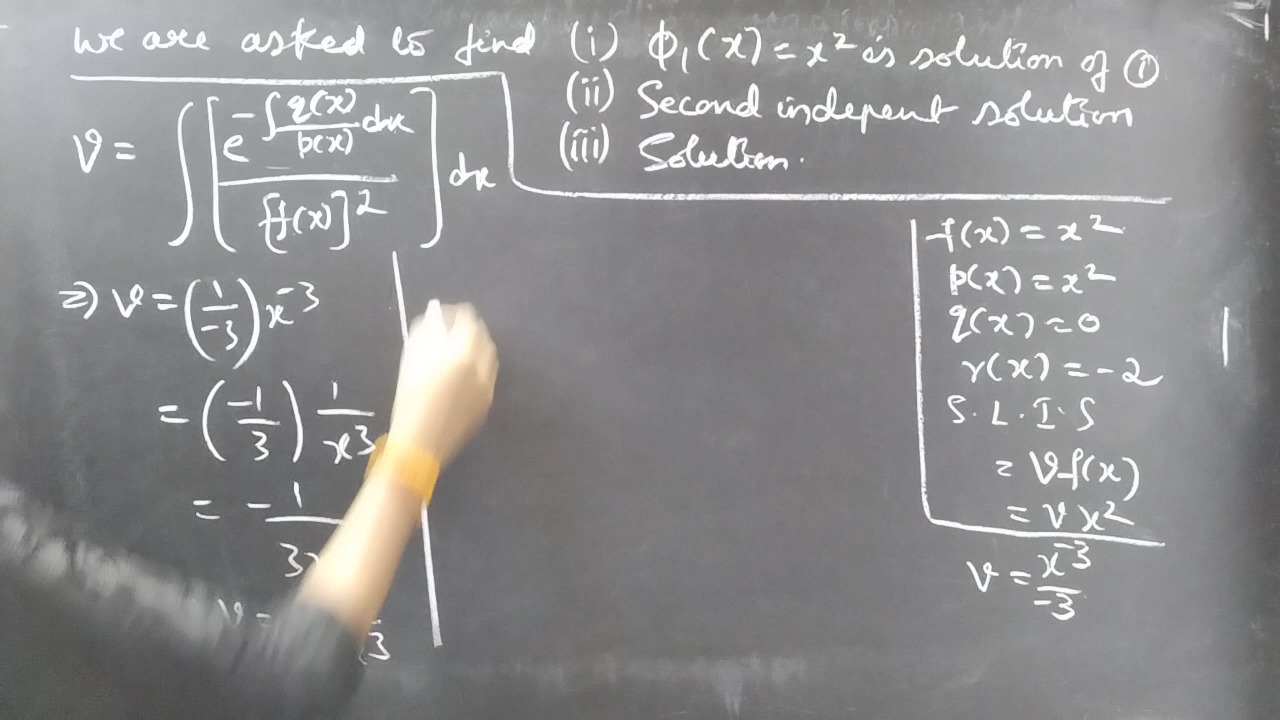 we are asked to find (i) ϕ₁(x) = x² is solution of ①
(ii) Second indepent solution
(iii) Solution.
v = ∫ [ e^(-∫ q(x)/p(x) dx) / [f(x)]² ] dx
⇒ v = (1/-3) x⁻³
= (-1/3) 1/x³
= - 1/3x
v =
f(x) = x²
p(x) = x²
q(x) = 0
r(x) = -2
S.L.I.S
= v f(x)
= v x²
v = x⁻³/-3